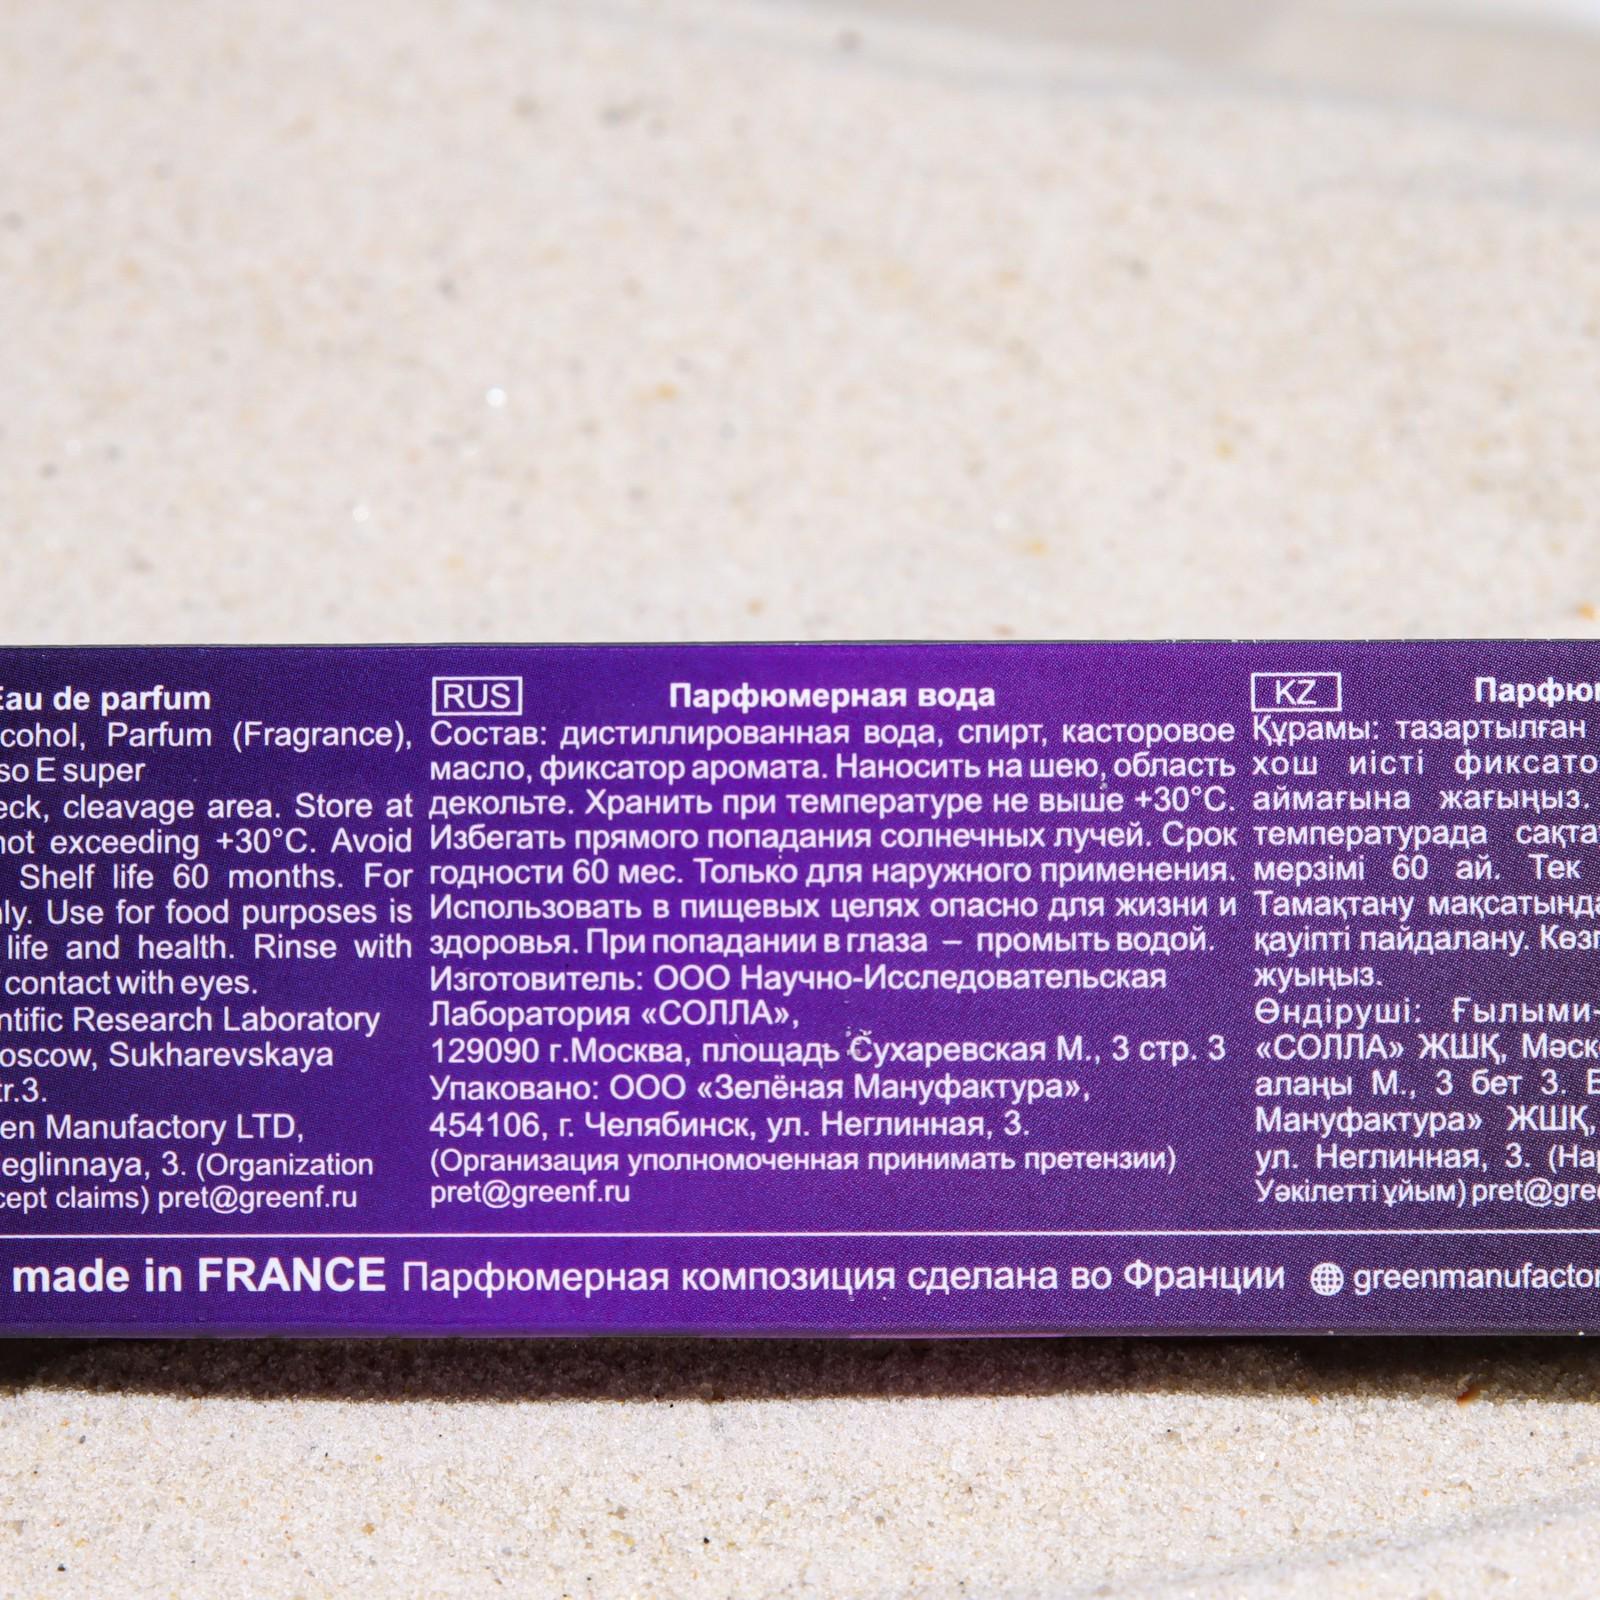 Eau de parfum
cohol, Parfum (Fragrance),
so E super
eck, cleavage area. Store at
not exceeding +30°C. Avoid
Shelf life 60 months. For
ly. Use for food purposes is
life and health. Rinse with
contact with eyes.
ntific Research Laboratory
oscow, Sukharevskaya
tr.3.
en Manufactory LTD,
eglinnaya, 3. (Organization
cept claims) pret@greenf.ru
RUS Парфюмерная вода
Состав: дистиллированная вода, спирт, касторовое
масло, фиксатор аромата. Наносить на шею, область
декольте. Хранить при температуре не выше +30°С.
Избегать прямого попадания солнечных лучей. Срок
годности 60 мес. Только для наружного применения.
Использовать в пищевых целях опасно для жизни и
здоровья. При попадании в глаза – промыть водой.
Изготовитель: ООО Научно-Исследовательская
Лаборатория «СОЛЛА»,
129090 г.Москва, площадь Сухаревская М., 3 стр. 3
Упаковано: ООО «Зелёная Мануфактура»,
454106, г. Челябинск, ул. Неглинная, 3.
(Организация уполномоченная принимать претензии)
pret@greenf.ru
KZ Парфюм
Құрамы: тазартылған
хош иісті фиксато
аймағына жағыңыз.
температурада сақта
мерзімі 60 ай. Тек
Тамақтану мақсатында
қауіпті пайдалану. Көзг
жуыңыз.
Өндіруші: Ғылыми-
«СОЛЛА» ЖШҚ, Мәск
алаңы М., 3 бет 3. Б
Мануфактура» ЖШҚ,
ул. Неглинная, 3. (Нар
Уәкілетті ұйым) pret@gree
made in FRANCE Парфюмерная композиция сделана во Франции greenmanufactor